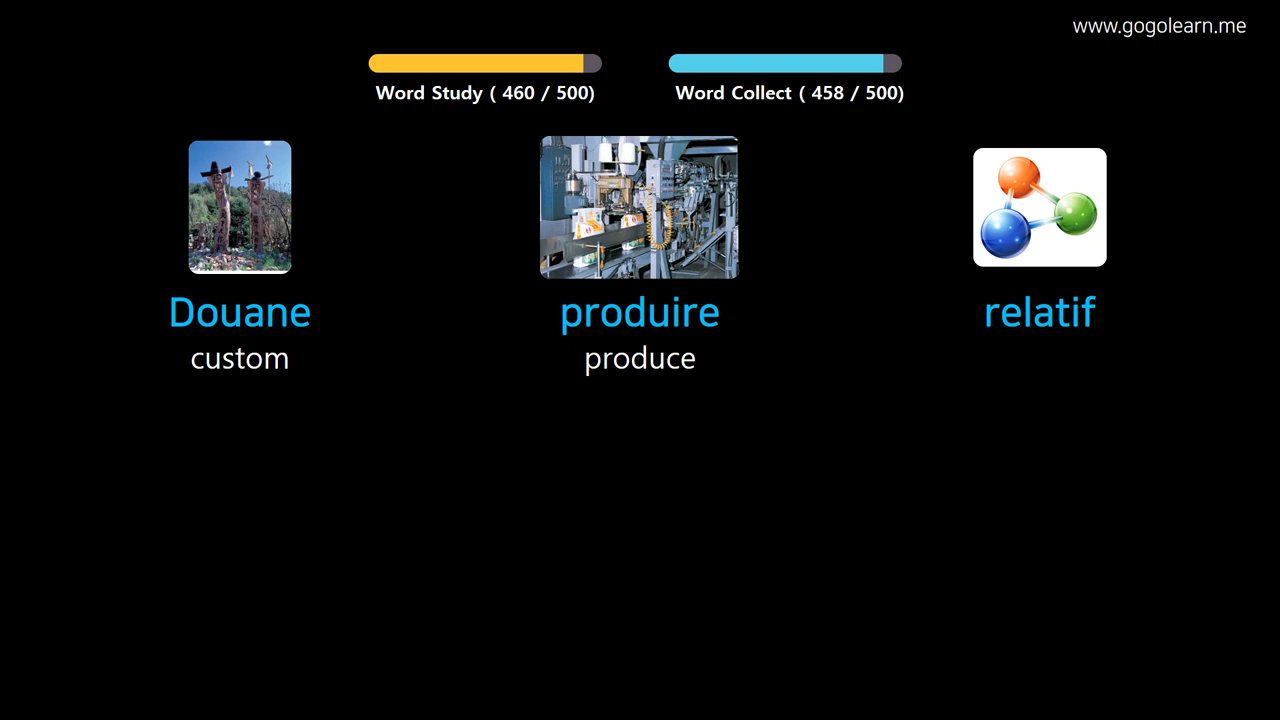 www.gogolearn.me
Word Study ( 460 / 500)
Word Collect ( 458 / 500)
Douane
produire
relatif
custom
produce